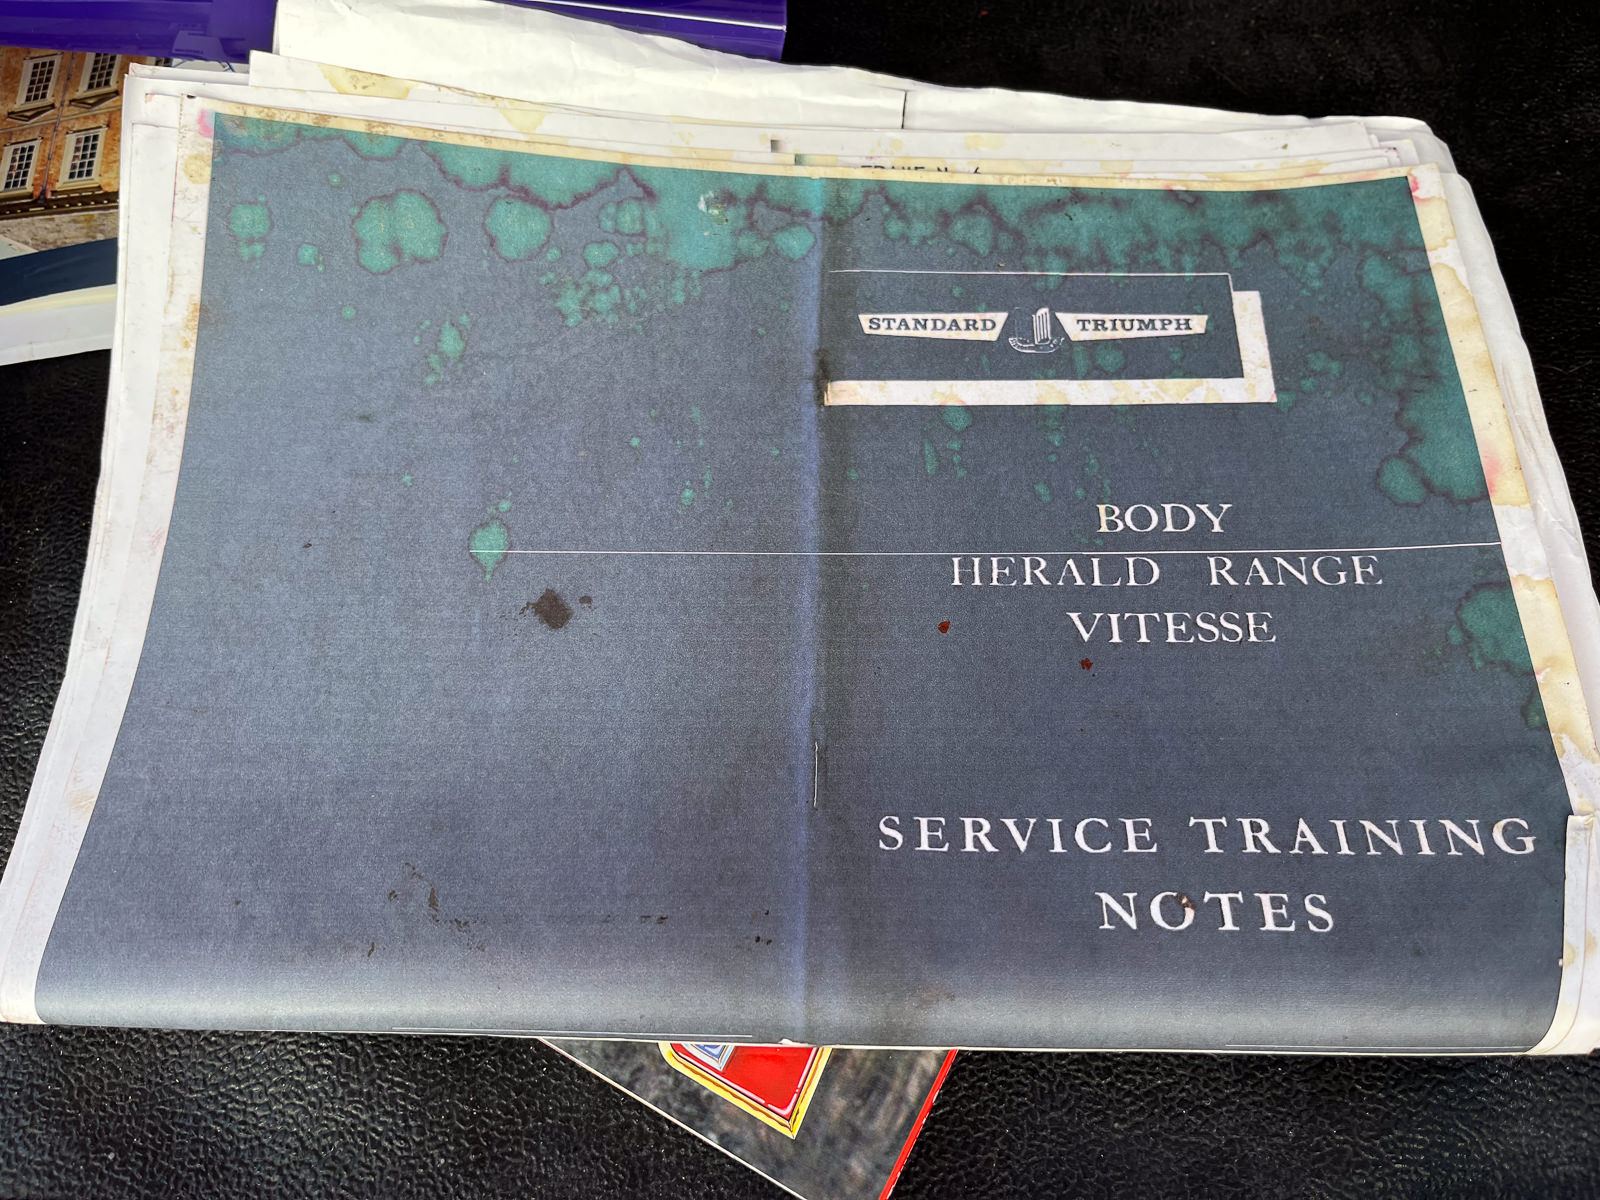 STANDARD TRIUMPH
BODY
HERALD RANGE
VITESSE
SERVICE TRAINING
NOTES